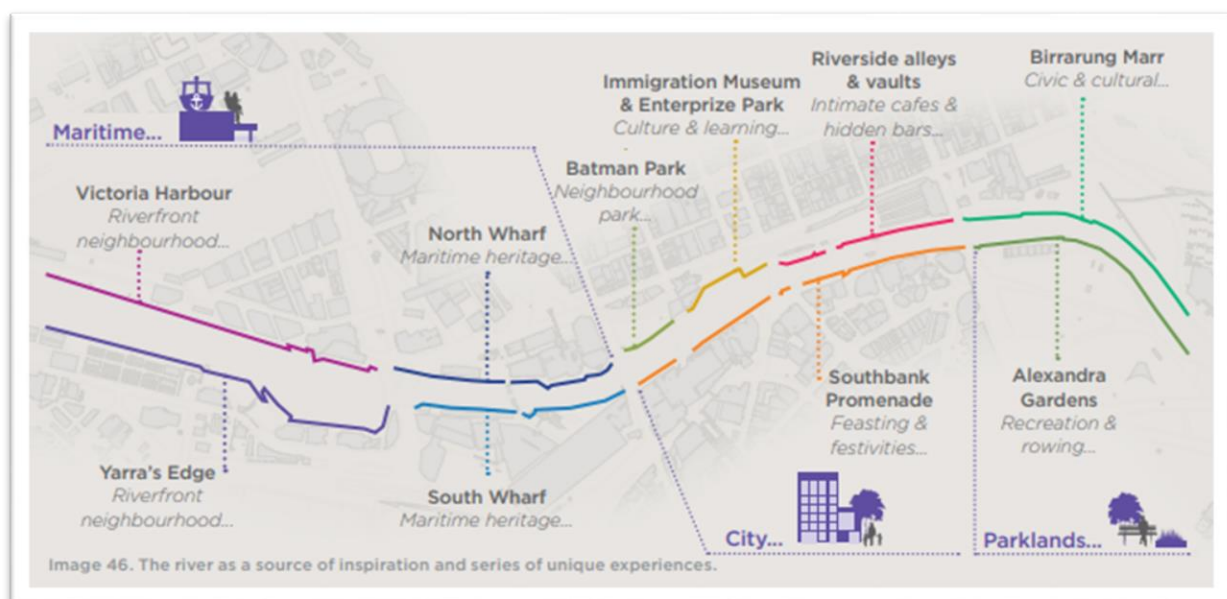 Maritime...
Victoria Harbour
Riverfront
neighbourhood...
North Wharf
Maritime heritage...
Batman Park
Neighbourhood
park...
Immigration Museum
& Enterprize Park
Culture & learning...
Riverside alleys
& vaults
Intimate cafes &
hidden bars...
Birrarung Marr
Civic & cultural...
Yarra's Edge
Riverfront
neighbourhood...
South Wharf
Maritime heritage...
Southbank
Promenade
Feasting &
festivities...
Alexandra
Gardens
Recreation &
rowing...
City...
Parklands...
Image 46. The river as a source of inspiration and series of unique experiences.